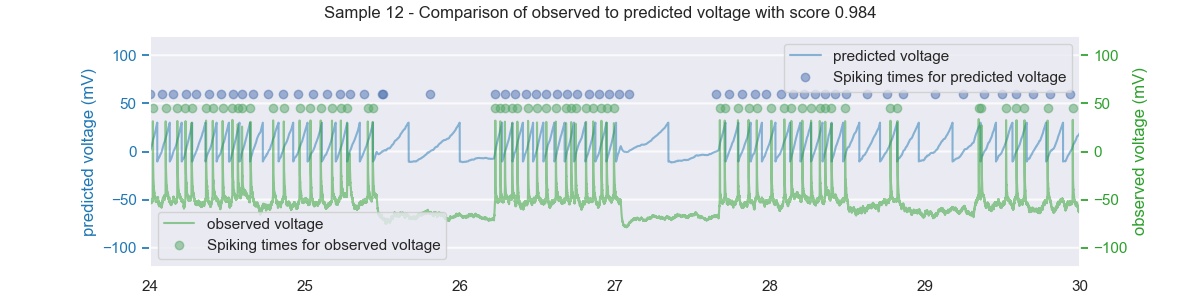 Sample 12 - Comparison of observed to predicted voltage with score 0.984
predicted voltage (mV)
100
50
0
−50
−100
predicted voltage
Spiking times for predicted voltage
observed voltage
Spiking times for observed voltage
100
50
0
−50
−100
observed voltage (mV)
24
25
26
27
28
29
30